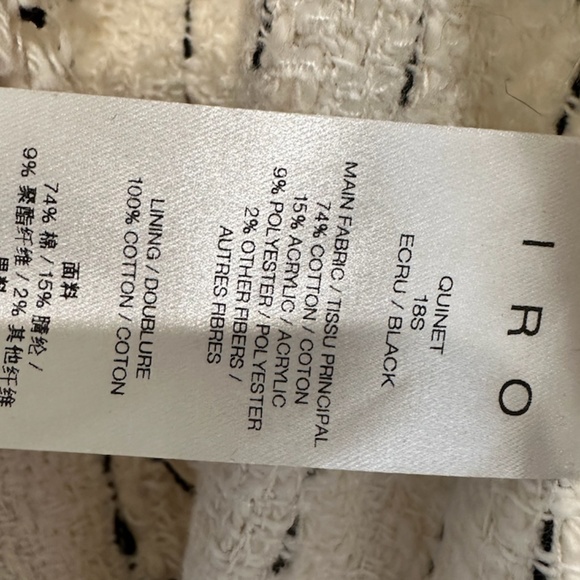 IRO
QUINET
18S
ECRU / BLACK
MAIN FABRIC / TISSU PRINCIPAL
74% COTTON / COTON
15% ACRYLIC / ACRYLIC
9% POLYESTER / POLYESTER
2% OTHER FIBERS /
AUTRES FIBRES
LINING / DOUBLURE
100% COTTON / COTON
面料
74% 棉 / 15% 腈纶 /
9% 聚酯纤维 / 2% 其他纤维